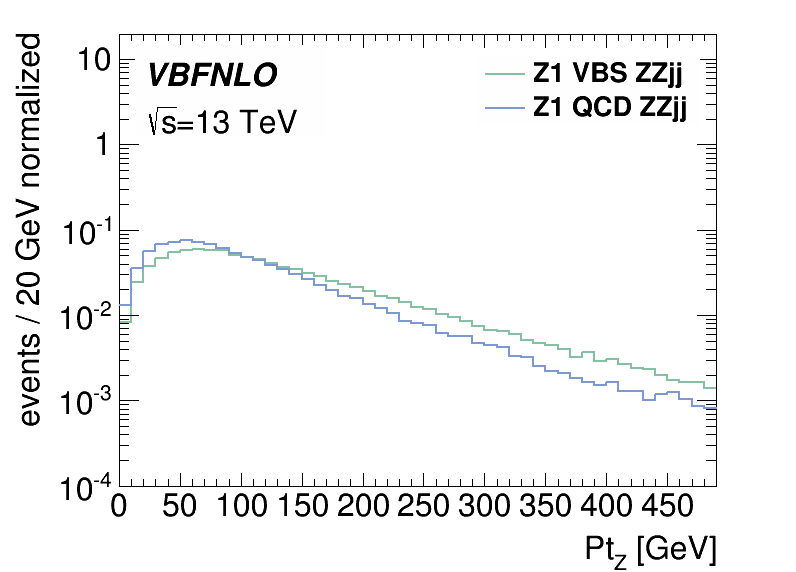 events / 20 GeV normalized
VBFNLO
√s=13 TeV
Z1 VBS ZZjj
Z1 QCD ZZjj
10
1
10⁻¹
10⁻²
10⁻³
10⁻⁴
0 50 100 150 200 250 300 350 400 450
Pt_Z [GeV]